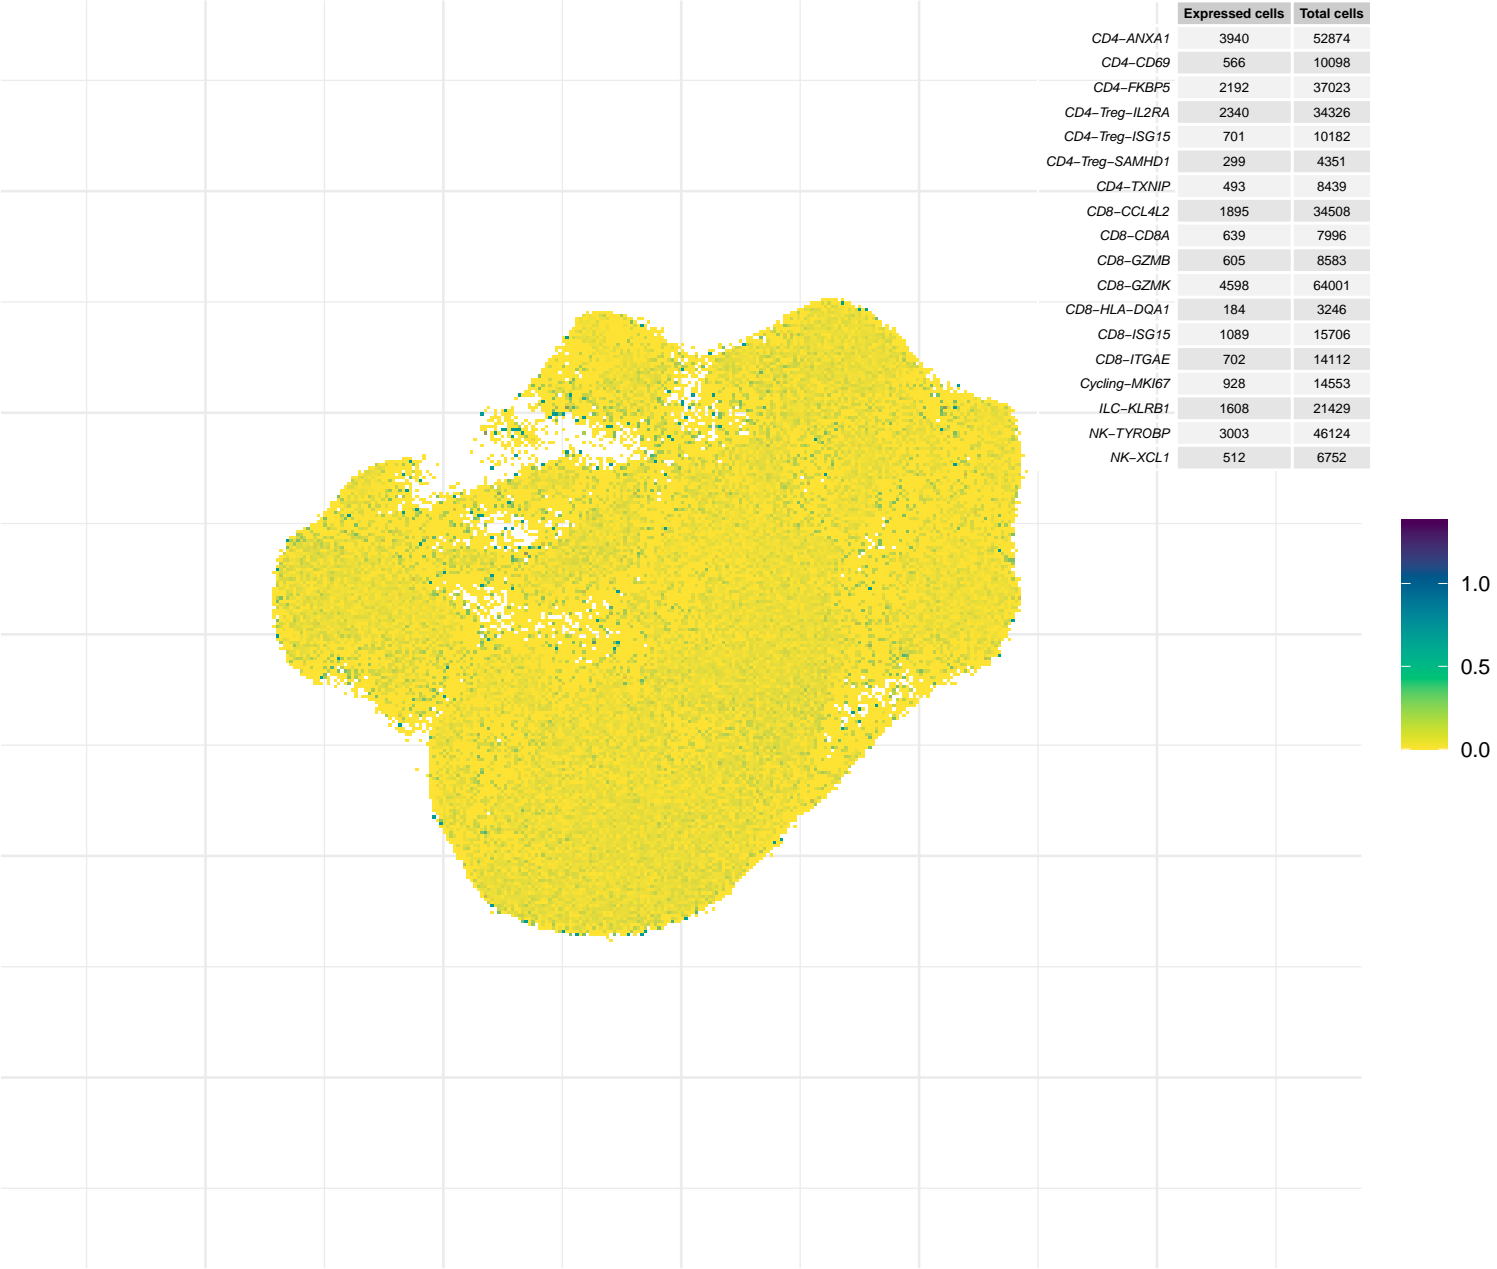 Expressed cells Total cells
CD4−ANXA1 3940 52874
CD4−CD69 566 10098
CD4−FKBP5 2192 37023
CD4−Treg−IL2RA 2340 34326
CD4−Treg−ISG15 701 10182
CD4−Treg−SAMHD1 299 4351
CD4−TXNIP 493 8439
CD8−CCL4L2 1895 34508
CD8−CD8A 639 7996
CD8−GZMB 605 8583
CD8−GZMK 4598 64001
CD8−HLA−DQA1 184 3246
CD8−ISG15 1089 15706
CD8−ITGAE 702 14112
Cycling−MKI67 928 14553
ILC−KLRB1 1608 21429
NK−TYROBP 3003 46124
NK−XCL1 512 6752
1.0
0.5
0.0